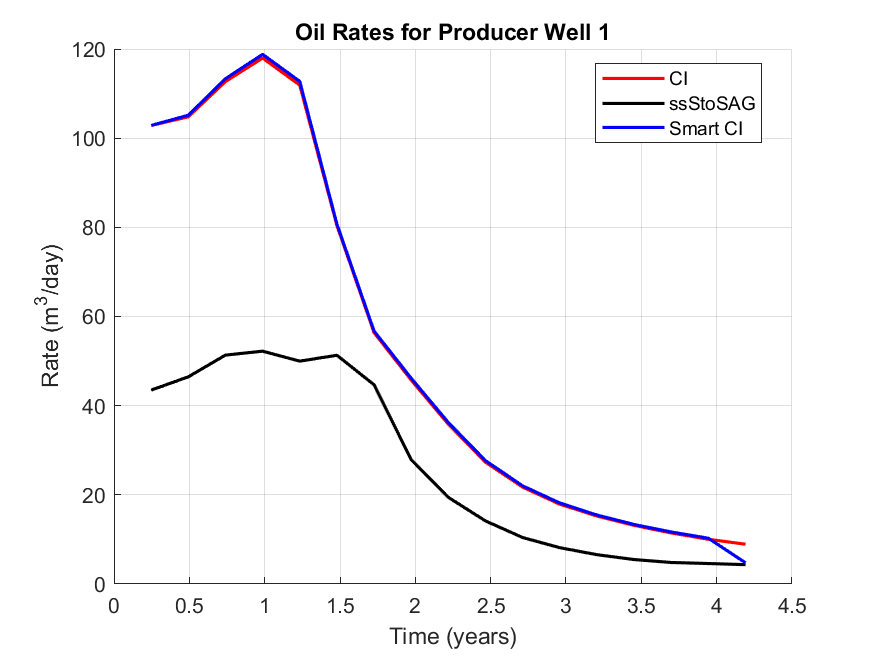 Oil Rates for Producer Well 1
CI
ssStoSAG
Smart CI
Rate (m³/day)
120
100
80
60
40
20
0
0 0.5 1 1.5 2 2.5 3 3.5 4 4.5
Time (years)